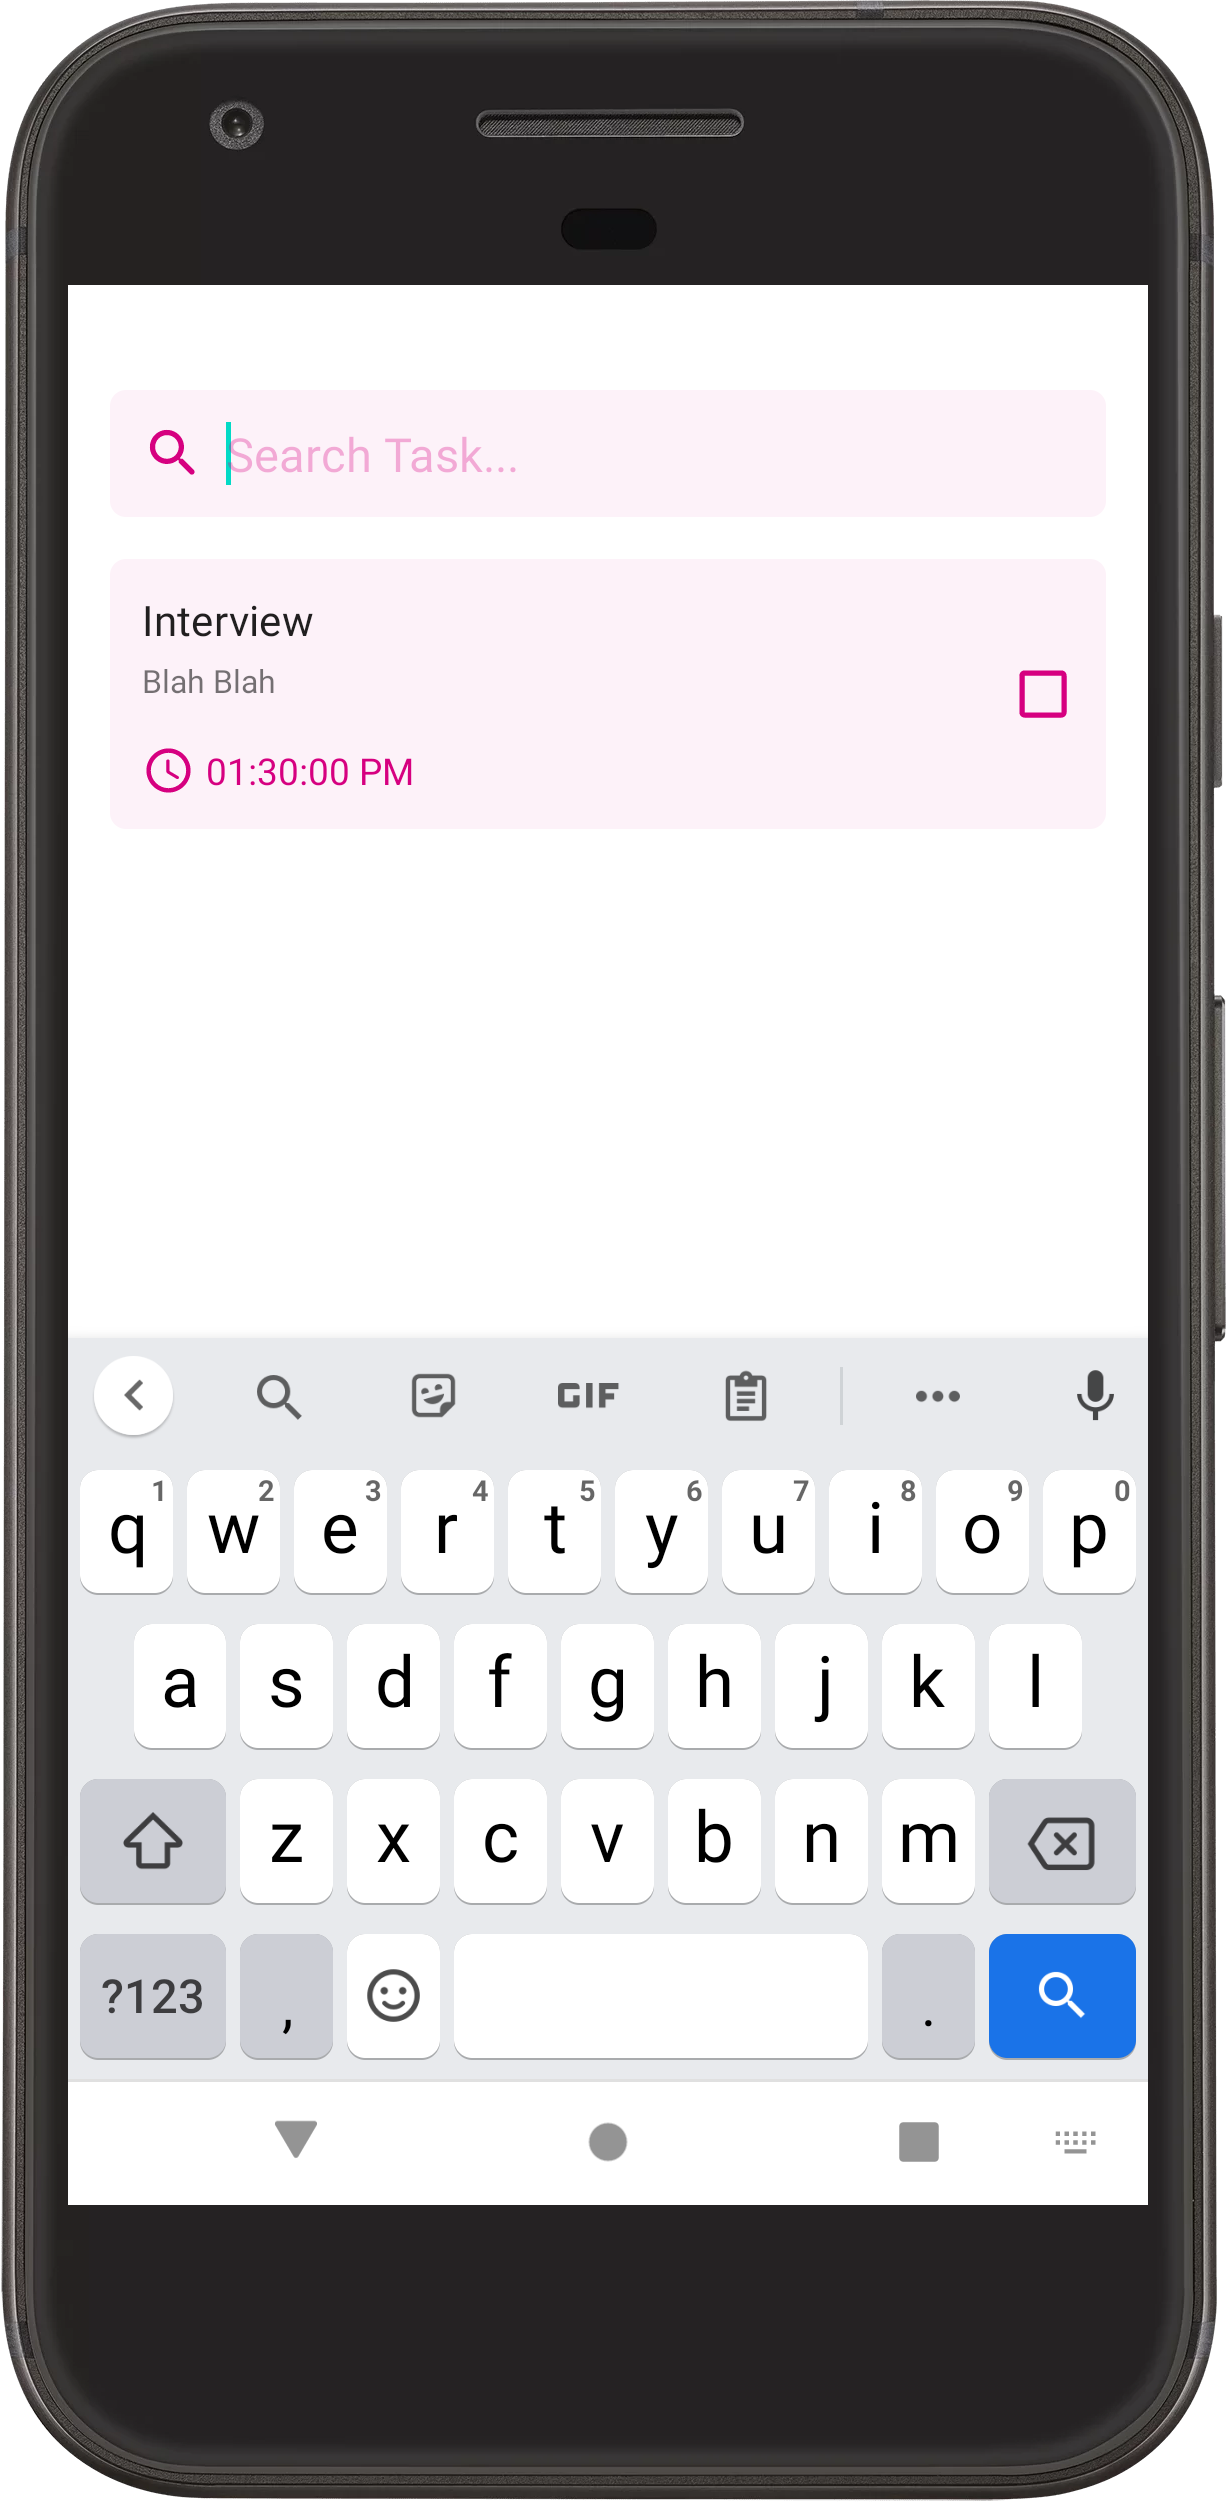 Search Task...
Interview
Blah Blah
01:30:00 PM
GIF
1 2 3 4 5 6 7 8 9 0
q w e r t y u i o p
a s d f g h j k l
z x c v b n m
?123 , .